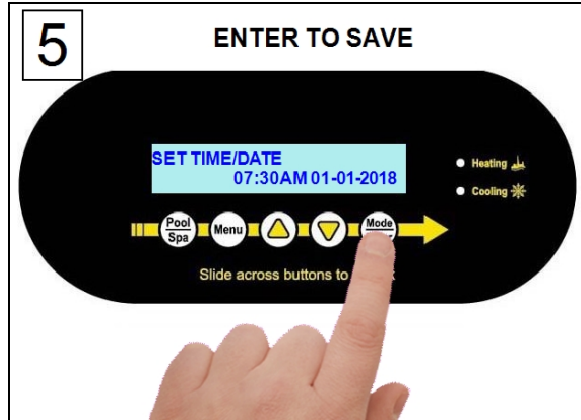 5
ENTER TO SAVE
SET TIME/DATE
07:30AM 01-01-2018
Heating
Cooling
Pool
Spa
Menu
Mode
Slide across buttons to